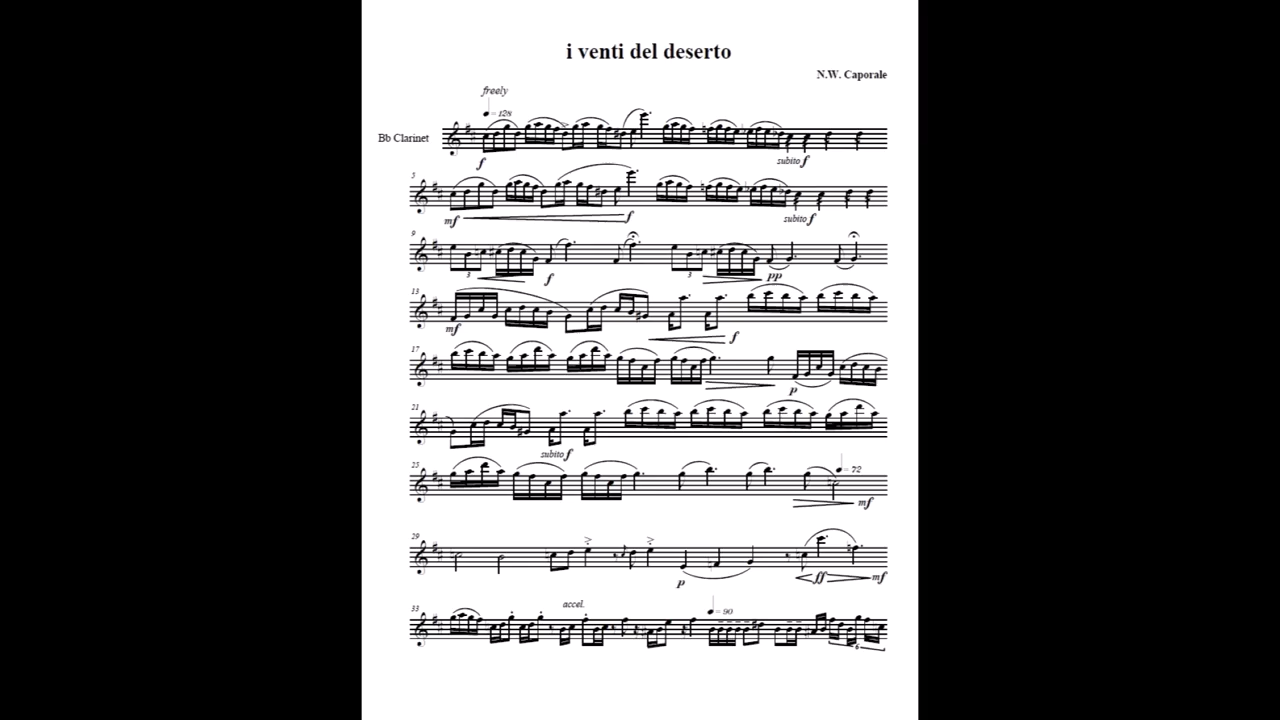 i venti del deserto
N.W. Caporale
freely
= 128
Bb Clarinet
f
subito f
5
mf
f
subito f
9
3
f
3
pp
13
mf
f
17
p
21
subito f
25
= 72
mf
29
p
ff
mf
33
accel.
= 90
6